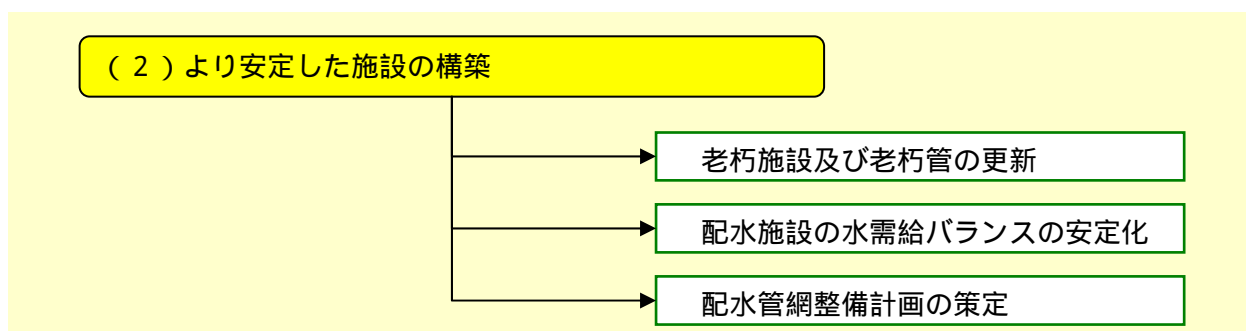 (2)より安定した施設の構築
老朽施設及び老朽管の更新
配水施設の水需給バランスの安定化
配水管網整備計画の策定